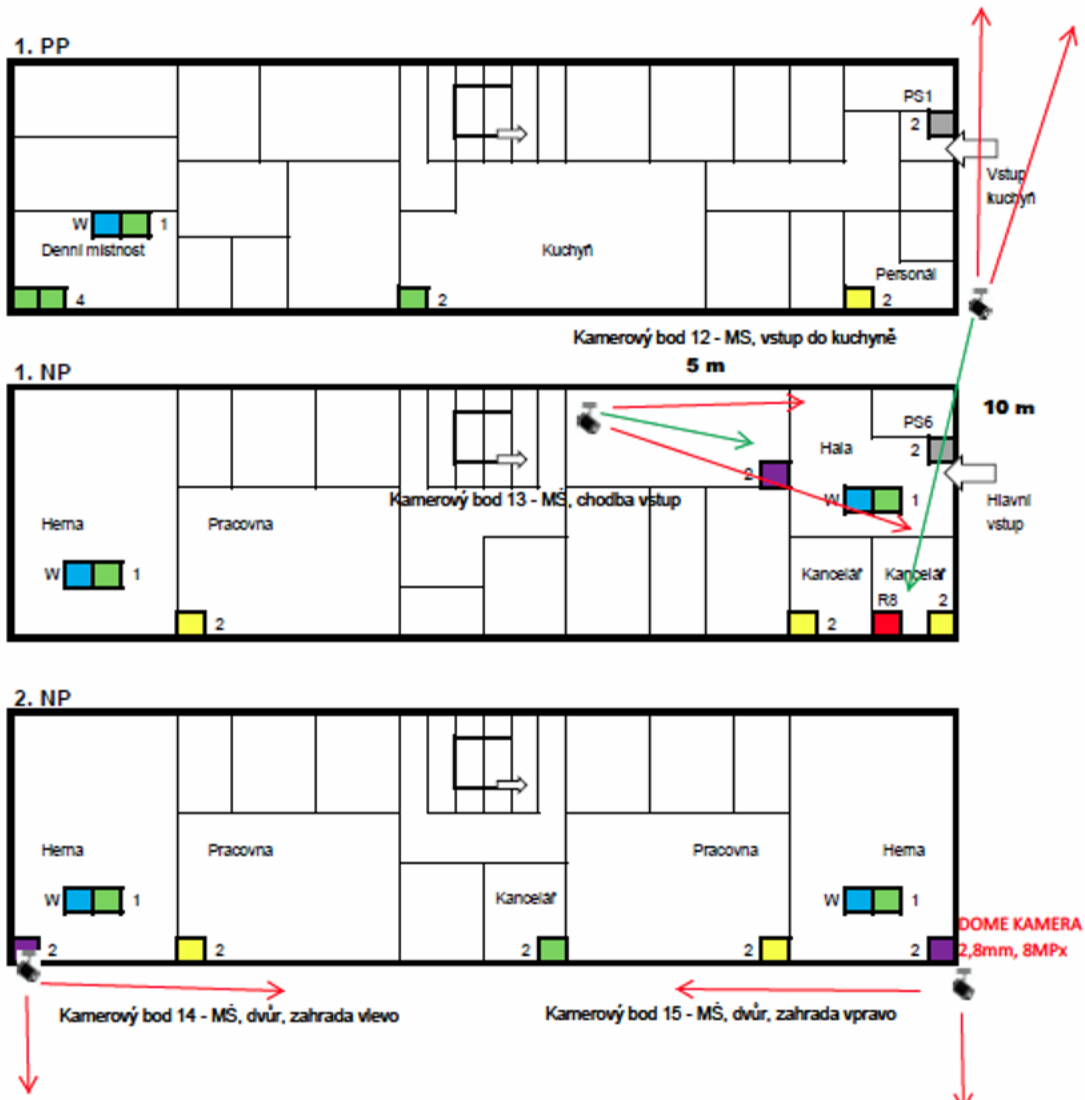 1. PP
PS1
2
Vstup
kuchyň
W 1
Denní místnost
Kuchyň
Personál
4
2
2
Kamerový bod 12 - MŠ, vstup do kuchyně
5 m
1. NP
10 m
PS6
Hala
2
2
Kamerový bod 13 - MŠ, chodba vstup
W 1
Hlavní
vstup
Herna
Pracovna
W 1
Kancelář
Kancelář
R8
2
2
2
2. NP
Herna
Pracovna
Pracovna
Herna
W 1
Kancelář
W 1
DOME KAMERA
2,8mm, 8MPx
2
2
2
2
2
Kamerový bod 14 - MŠ, dvůr, zahrada vlevo
Kamerový bod 15 - MŠ, dvůr, zahrada vpravo